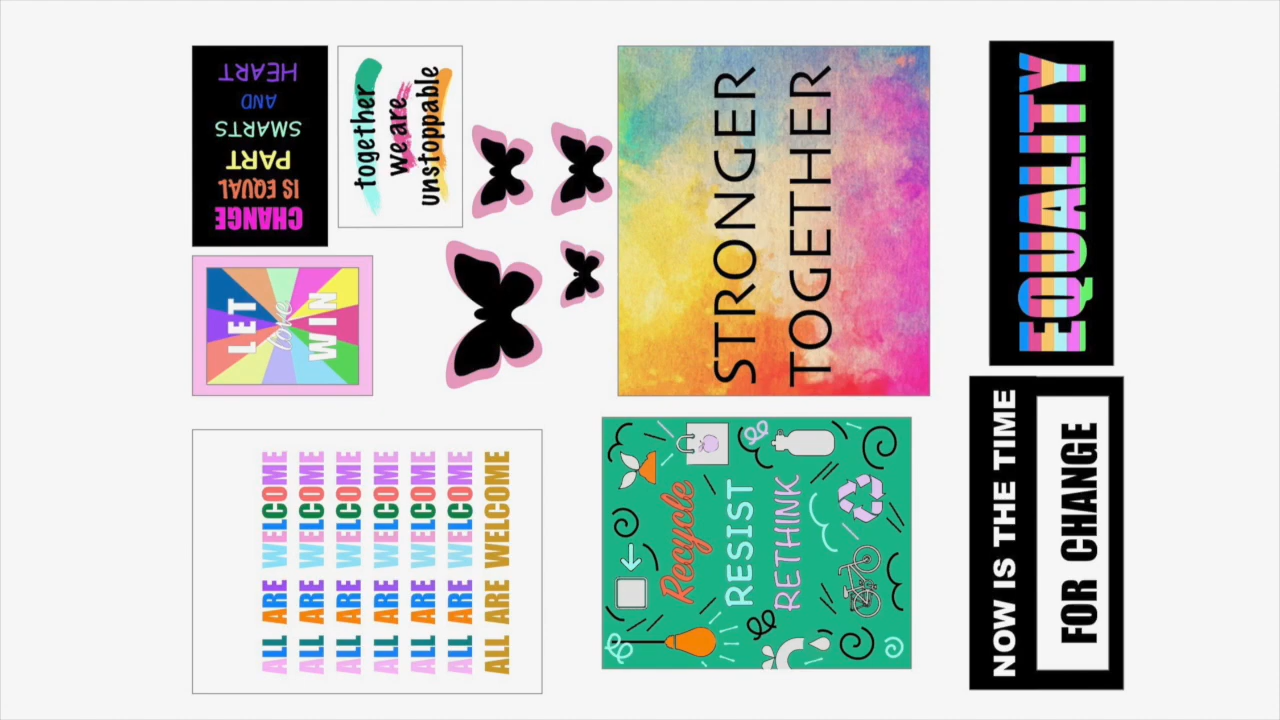 CHANGE
IS EQUAL
PART
SMARTS
AND
HEART
together
we are
unstoppable
LET
love
WIN
STRONGER
TOGETHER
EQUALITY
ALL ARE WELCOME
ALL ARE WELCOME
ALL ARE WELCOME
ALL ARE WELCOME
ALL ARE WELCOME
ALL ARE WELCOME
ALL ARE WELCOME
Recycle
RESIST
RETHINK
NOW IS THE TIME
FOR CHANGE